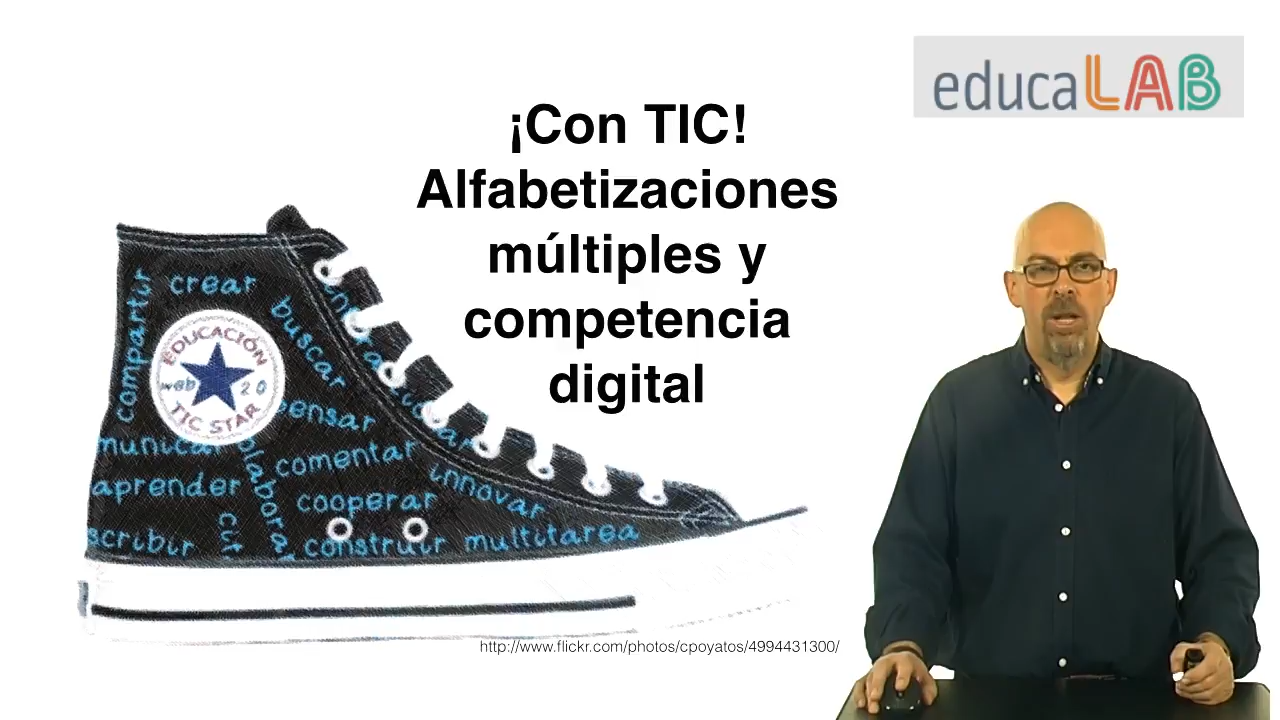 educaLAB
¡Con TIC!
Alfabetizaciones
múltiples y
competencia
digital
compartir
crear
buscar
EDUCACIÓN
web 2.0
TIC STAR
pensar
comentar
aprender
cooperar
innovar
construir multitarea
http://www.flickr.com/photos/cpoyatos/4994431300/